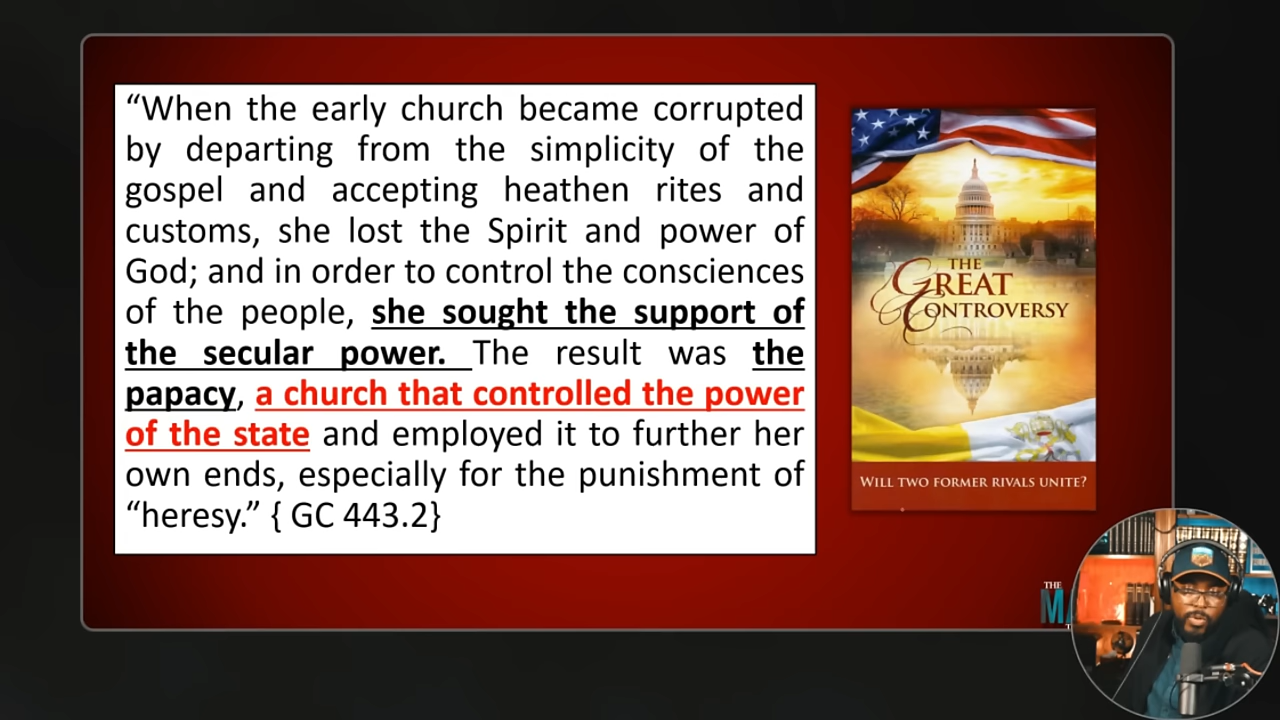 “When the early church became corrupted
by departing from the simplicity of the
gospel and accepting heathen rites and
customs, she lost the Spirit and power of
God; and in order to control the consciences
of the people, she sought the support of
the secular power. The result was the
papacy, a church that controlled the power
of the state and employed it to further her
own ends, especially for the punishment of
“heresy.” { GC 443.2}
THE
GREAT
CONTROVERSY
WILL TWO FORMER RIVALS UNITE?
THE